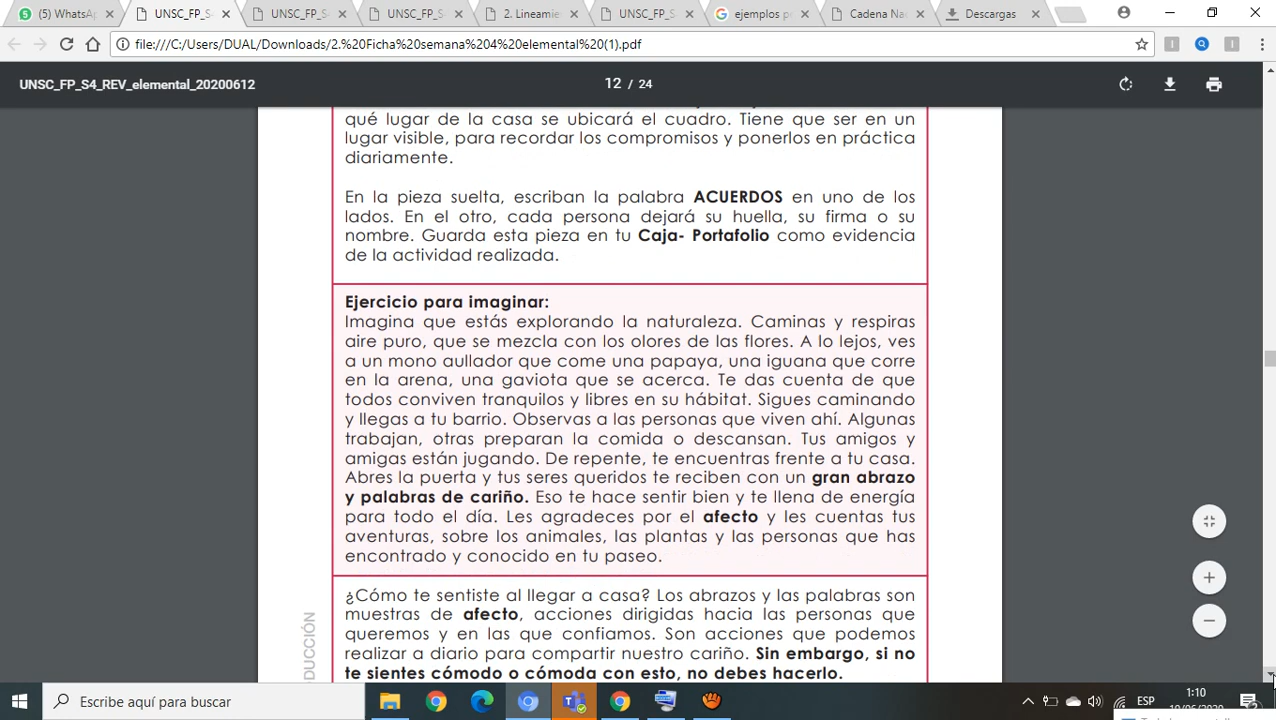 (5) WhatsA
UNSC_FP_S
UNSC_FP_S
UNSC_FP_S
2. Lineamie
UNSC_FP_S
ejemplos p
Cadena Na
Descargas
file:///C:/Users/DUAL/Downloads/2.%20Ficha%20semana%204%20elemental%20(1).pdf
UNSC_FP_S4_REV_elemental_20200612
12 / 24
qué lugar de la casa se ubicará el cuadro. Tiene que ser en un
lugar visible, para recordar los compromisos y ponerlos en práctica
diariamente.
En la pieza suelta, escriban la palabra ACUERDOS en uno de los
lados. En el otro, cada persona dejará su huella, su firma o su
nombre. Guarda esta pieza en tu Caja- Portafolio como evidencia
de la actividad realizada.
Ejercicio para imaginar:
Imagina que estás explorando la naturaleza. Caminas y respiras
aire puro, que se mezcla con los olores de las flores. A lo lejos, ves
a un mono aullador que come una papaya, una iguana que corre
en la arena, una gaviota que se acerca. Te das cuenta de que
todos conviven tranquilos y libres en su hábitat. Sigues caminando
y llegas a tu barrio. Observas a las personas que viven ahí. Algunas
trabajan, otras preparan la comida o descansan. Tus amigos y
amigas están jugando. De repente, te encuentras frente a tu casa.
Abres la puerta y tus seres queridos te reciben con un gran abrazo
y palabras de cariño. Eso te hace sentir bien y te llena de energía
para todo el día. Les agradeces por el afecto y les cuentas tus
aventuras, sobre los animales, las plantas y las personas que has
encontrado y conocido en tu paseo.
¿Cómo te sentiste al llegar a casa? Los abrazos y las palabras son
muestras de afecto, acciones dirigidas hacia las personas que
queremos y en las que confiamos. Son acciones que podemos
realizar a diario para compartir nuestro cariño. Sin embargo, si no
te sientes cómodo o cómoda con esto, no debes hacerlo.
DUCCIÓN
Escribe aquí para buscar
ESP
1:10